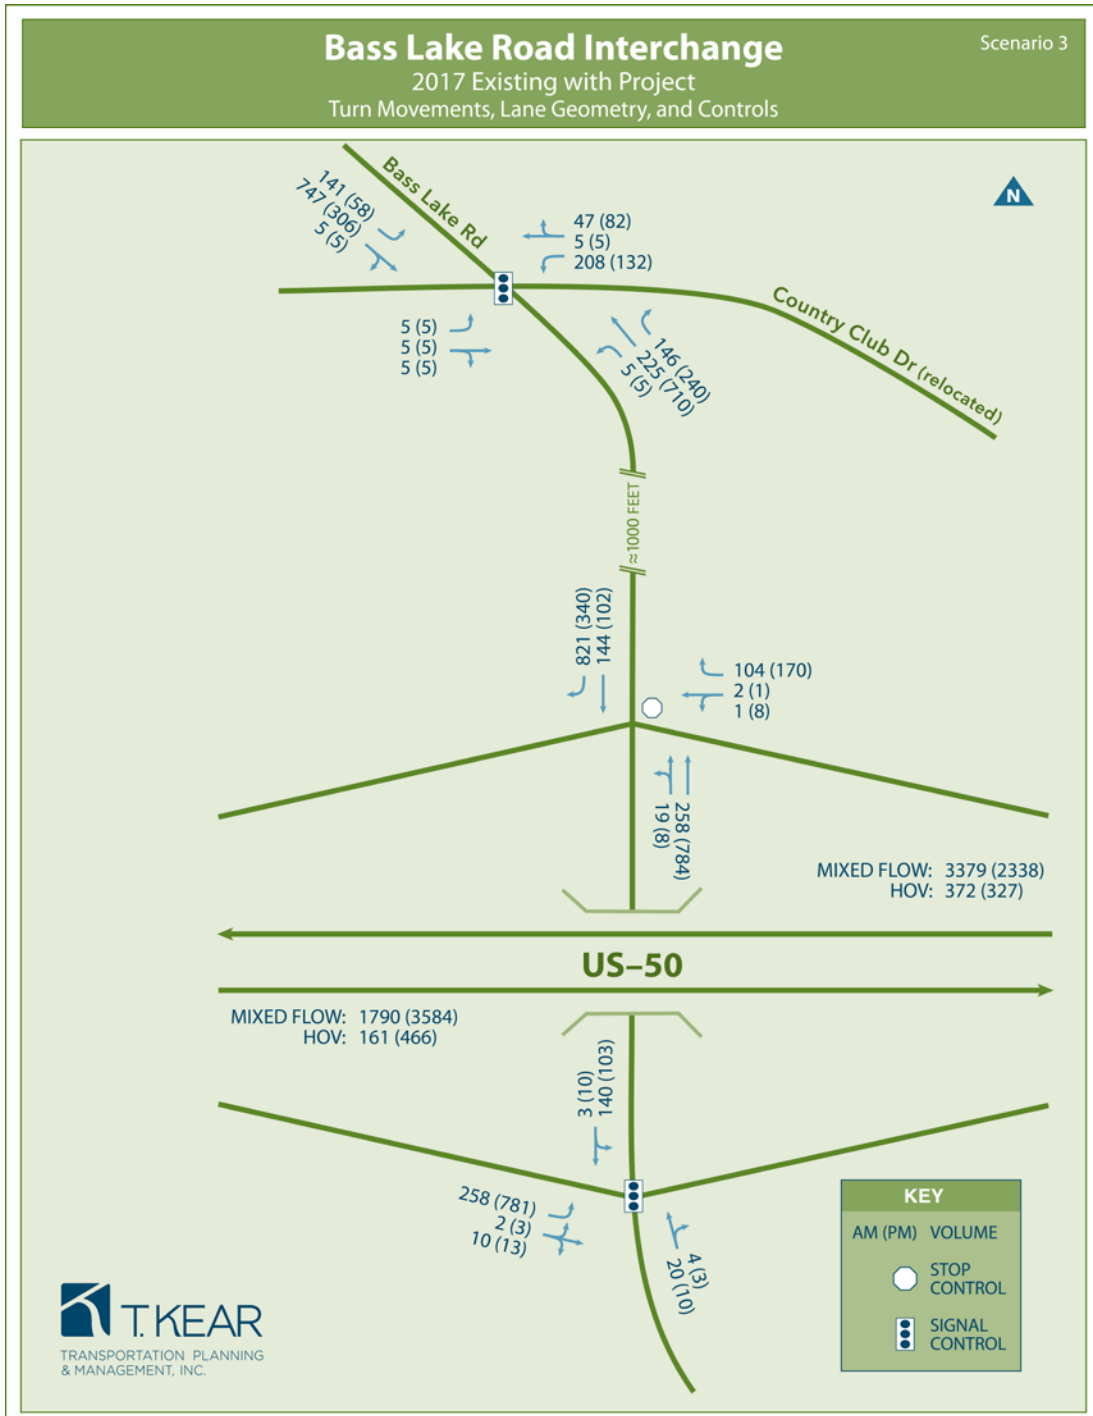 Bass Lake Road Interchange
Scenario 3
2017 Existing with Project
Turn Movements, Lane Geometry, and Controls
N
Bass Lake Rd
141 (58)
747 (306)
5 (5)
47 (82)
5 (5)
208 (132)
Country Club Dr (relocated)
5 (5)
5 (5)
5 (5)
146 (240)
225 (710)
5 (5)
≈1000 FEET
821 (340)
144 (102)
104 (170)
2 (1)
1 (8)
258 (784)
19 (8)
MIXED FLOW: 3379 (2338)
HOV: 372 (327)
US–50
MIXED FLOW: 1790 (3584)
HOV: 161 (466)
3 (10)
140 (103)
258 (781)
2 (3)
10 (13)
4 (3)
20 (10)
KEY
AM (PM) VOLUME
STOP
CONTROL
SIGNAL
CONTROL
T. KEAR
TRANSPORTATION PLANNING
& MANAGEMENT, INC.